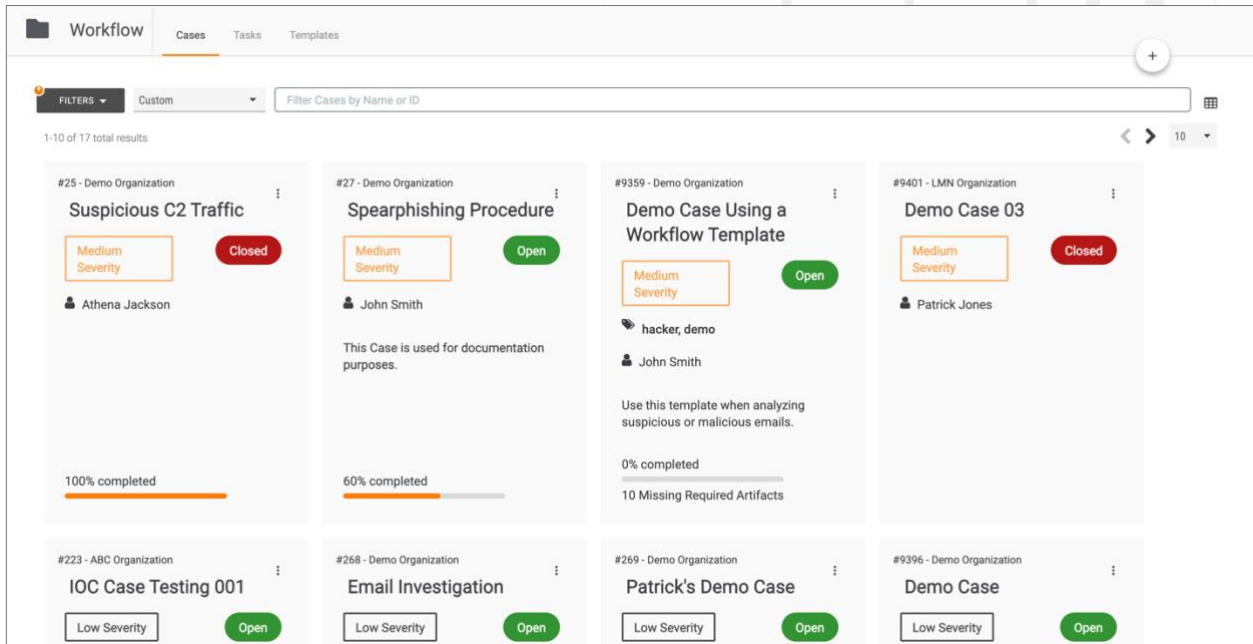 Workflow
Cases
Tasks
Templates
+
FILTERS
Custom
Filter Cases by Name or ID
1-10 of 17 total results
10
#25 - Demo Organization
Suspicious C2 Traffic
Medium
Severity
Closed
Athena Jackson
100% completed
#27 - Demo Organization
Spearphishing Procedure
Medium
Severity
Open
John Smith
This Case is used for documentation
purposes.
60% completed
#9359 - Demo Organization
Demo Case Using a
Workflow Template
Medium
Severity
Open
hacker, demo
John Smith
Use this template when analyzing
suspicious or malicious emails.
0% completed
10 Missing Required Artifacts
#9401 - LMN Organization
Demo Case 03
Medium
Severity
Closed
Patrick Jones
#223 - ABC Organization
IOC Case Testing 001
Low Severity
Open
#268 - Demo Organization
Email Investigation
Low Severity
Open
#269 - Demo Organization
Patrick's Demo Case
Low Severity
Open
#9396 - Demo Organization
Demo Case
Low Severity
Open